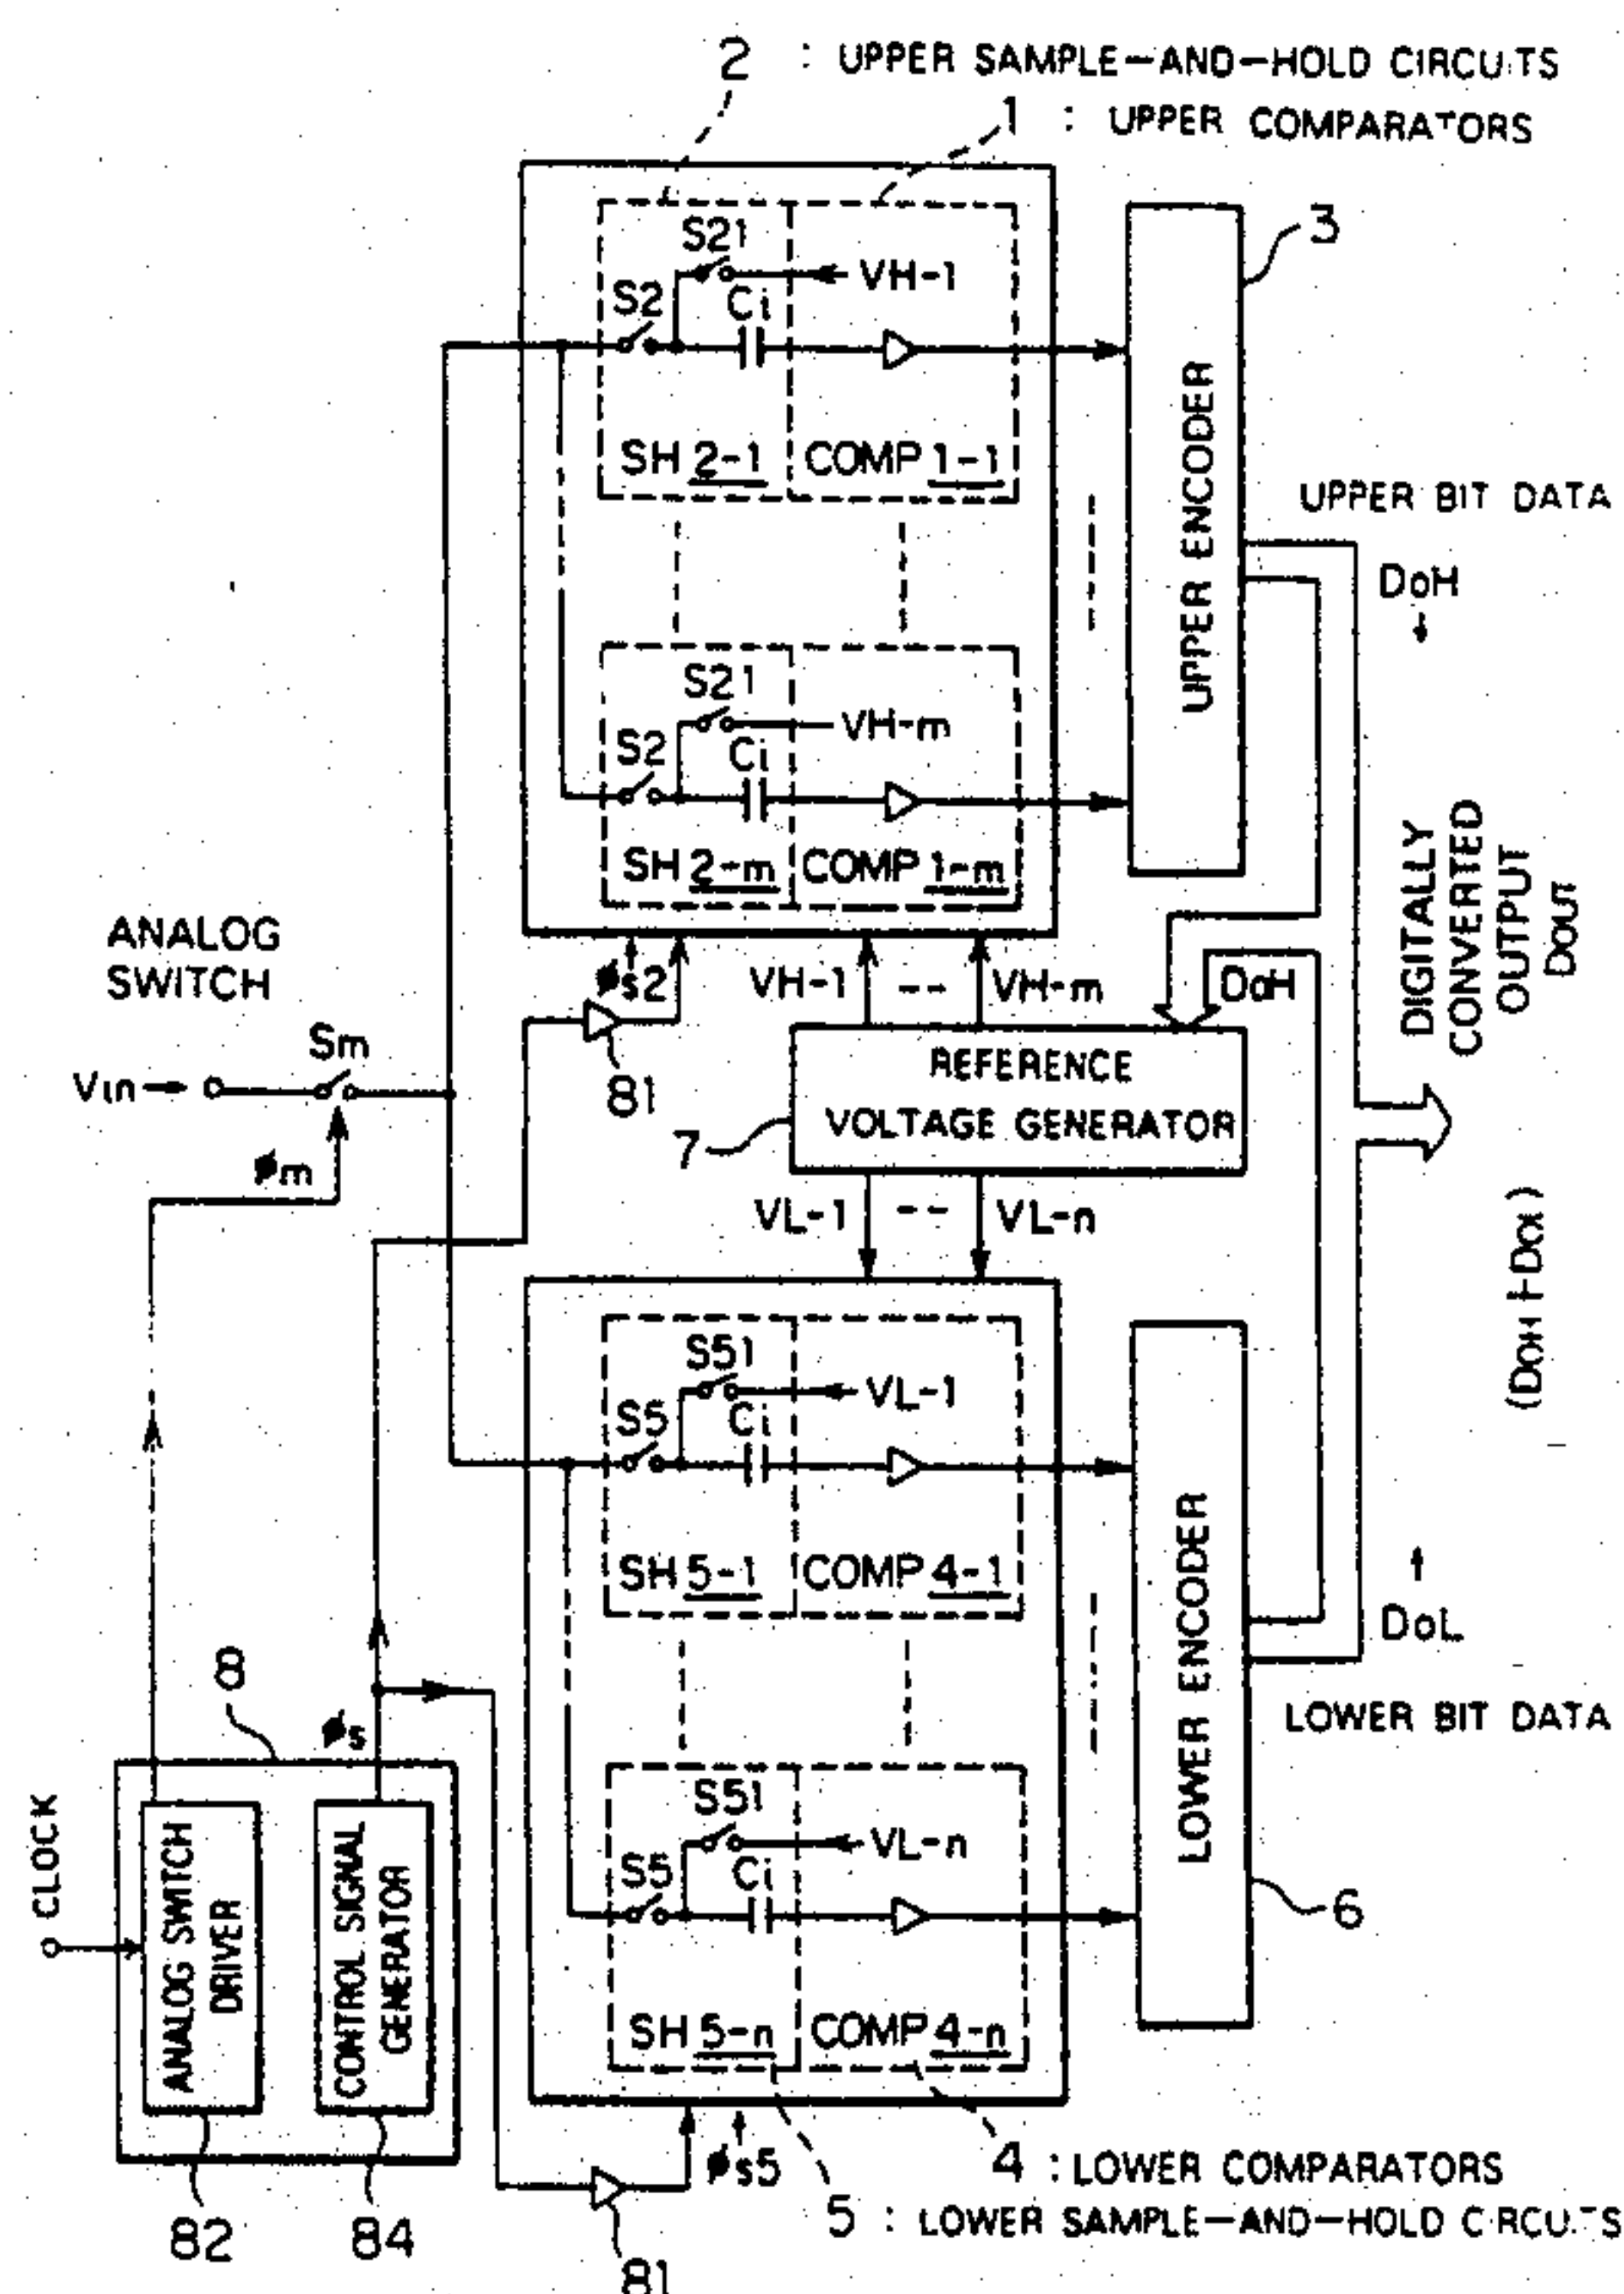 2 : UPPER SAMPLE-AND-HOLD CIRCUITS
1 : UPPER COMPARATORS
3
S21
VH-1
S2
Ci
SH 2-1
COMP 1-1
UPPER ENCODER
UPPER BIT DATA
DoH
S21
VH-m
S2
Ci
SH 2-m
COMP 1-m
ANALOG
SWITCH
φs2
VH-1
--
VH-m
DoH
DIGITALLY
CONVERTED
OUTPUT
DOUT
Sm
81
REFERENCE
VOLTAGE GENERATOR
Vin
φm
7
VL-1
--
VL-n
(DOH+DOL)
S51
VL-1
S5
Ci
SH 5-1
COMP 4-1
LOWER ENCODER
DoL
LOWER BIT DATA
8
φs
CLOCK
ANALOG SWITCH
DRIVER
CONTROL SIGNAL
GENERATOR
S51
VL-n
S5
Ci
6
SH 5-n
COMP 4-n
82
84
φs5
81
4 : LOWER COMPARATORS
5 : LOWER SAMPLE-AND-HOLD C RCU TS